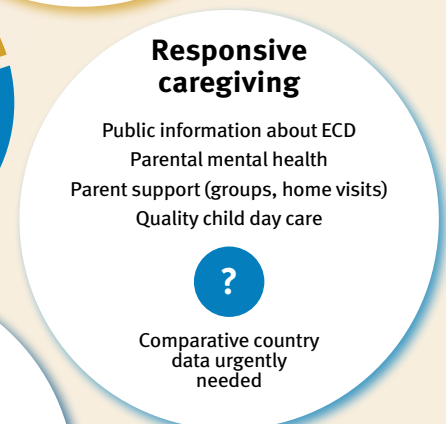 Responsive
caregiving
Public information about ECD
Parental mental health
Parent support (groups, home visits)
Quality child day care
?
Comparative country
data urgently
needed